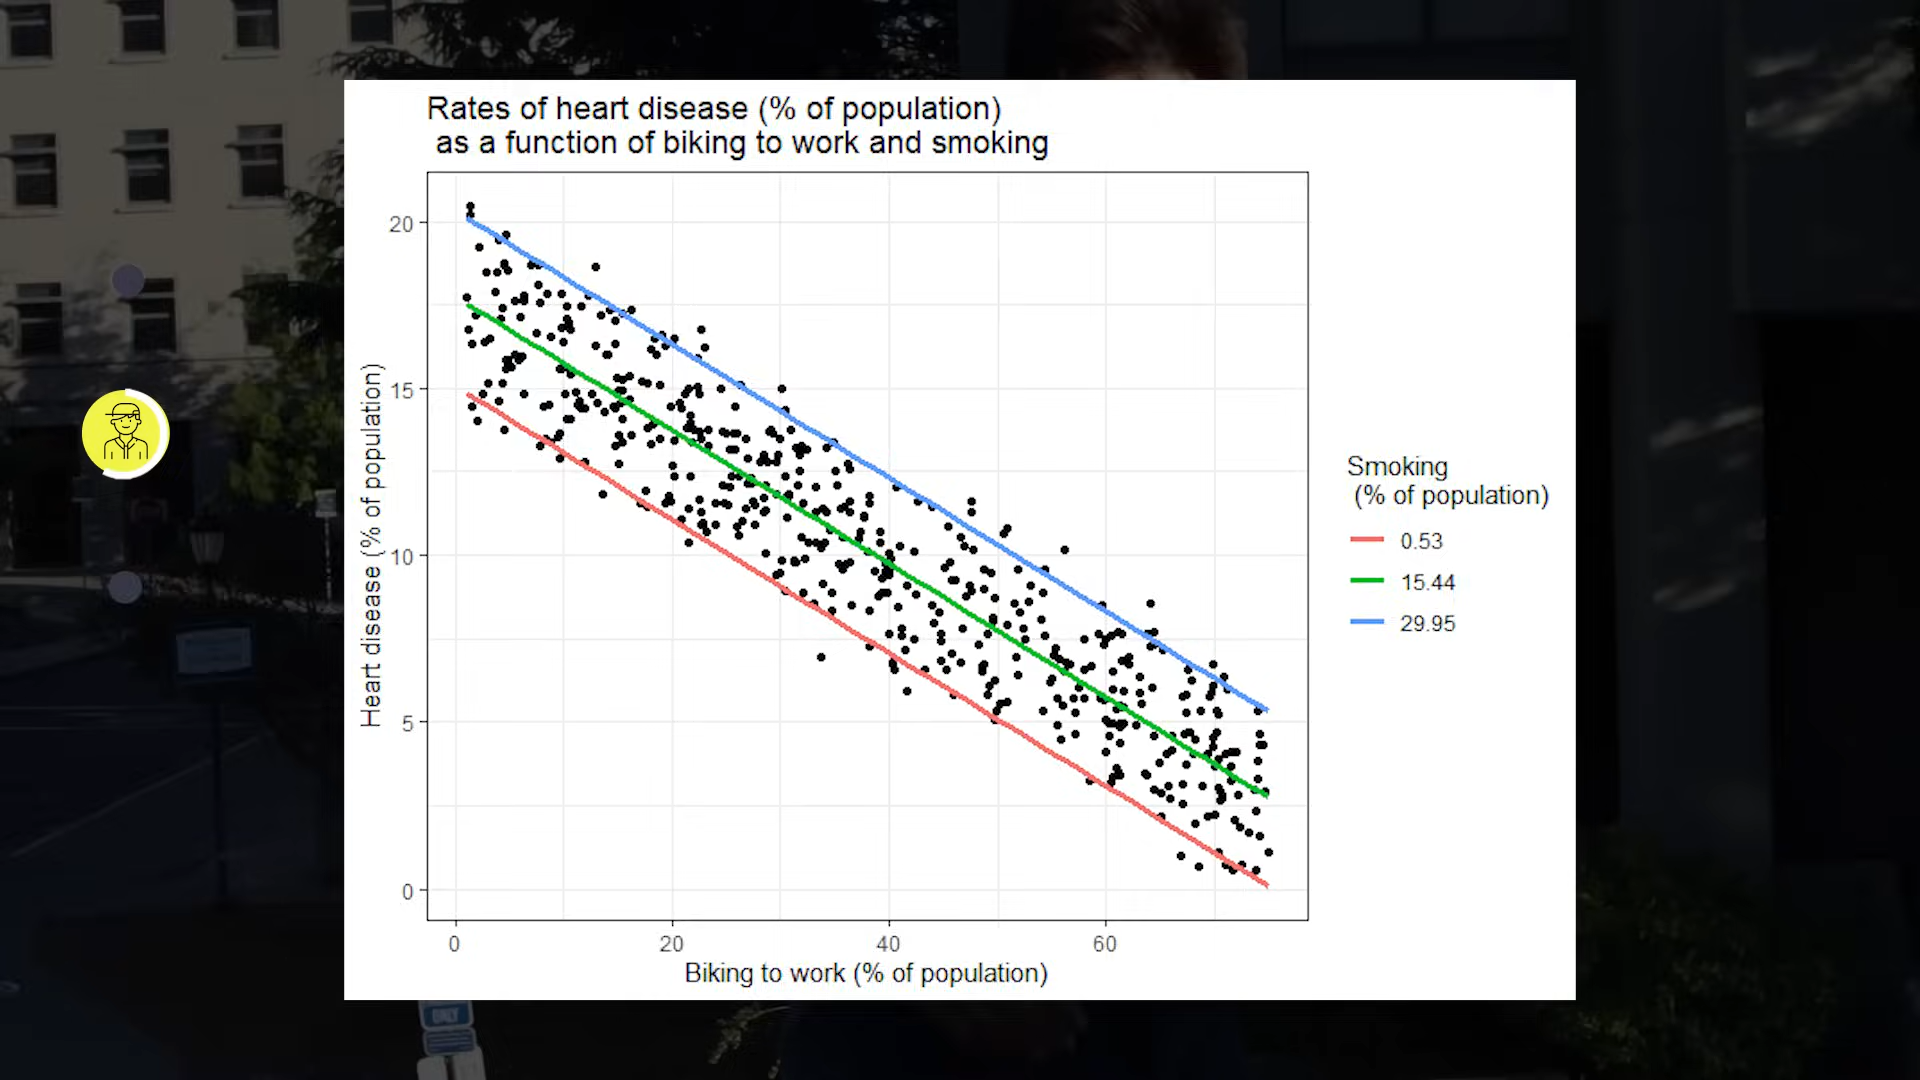 Rates of heart disease (% of population)
as a function of biking to work and smoking
Heart disease (% of population)
20
15
10
5
0
0 20 40 60
Biking to work (% of population)
Smoking
(% of population)
0.53
15.44
29.95
ONLY